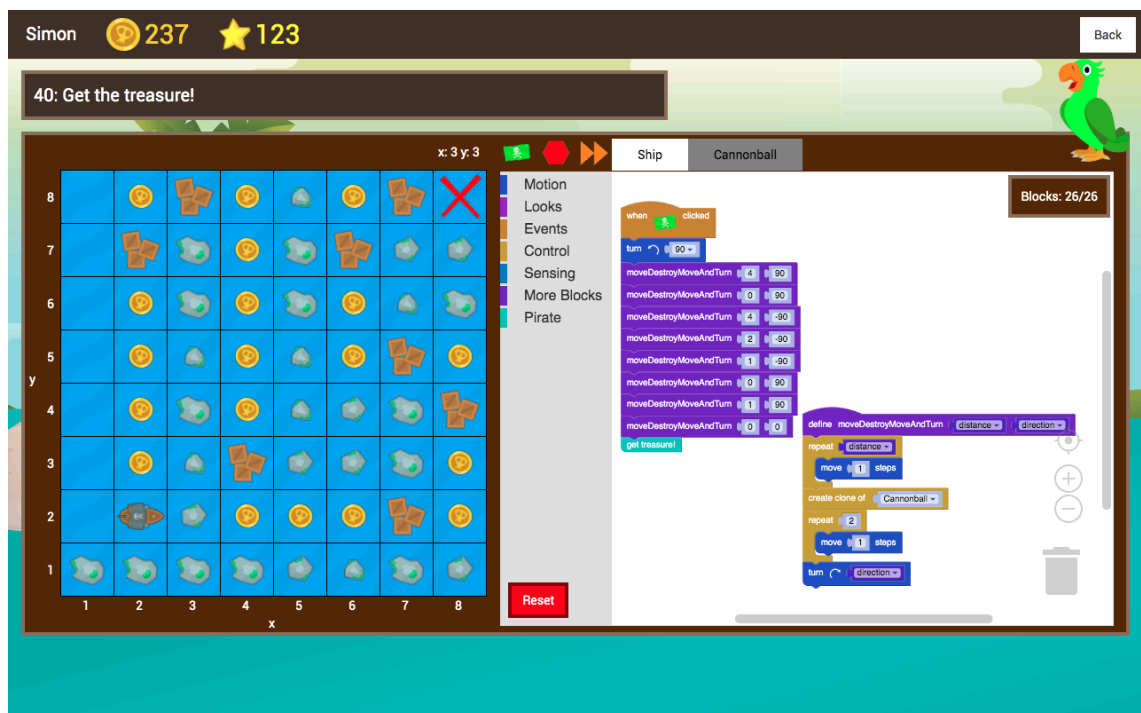 Simon 237 123 Back
40: Get the treasure!
x: 3 y: 3
Ship Cannonball
8
7
6
5
y
4
3
2
1
1 2 3 4 5 6 7 8
x
Motion
Looks
Events
Control
Sensing
More Blocks
Pirate
Reset
Blocks: 26/26
when clicked
turn 90
moveDestroyMoveAndTurn 4 90
moveDestroyMoveAndTurn 0 90
moveDestroyMoveAndTurn 4 -90
moveDestroyMoveAndTurn 2 -90
moveDestroyMoveAndTurn 1 -90
moveDestroyMoveAndTurn 0 90
moveDestroyMoveAndTurn 1 90
moveDestroyMoveAndTurn 0 0
get treasure!
define moveDestroyMoveAndTurn distance direction
repeat distance
move 1 steps
create clone of Cannonball
repeat 2
move 1 steps
turn direction